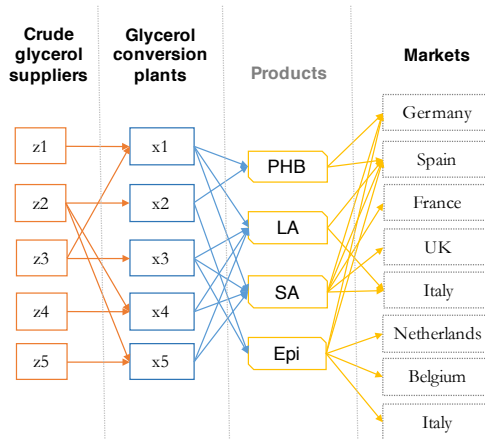 Crude
glycerol
suppliers
Glycerol
conversion
plants
Products
Markets
z1
z2
z3
z4
z5
x1
x2
x3
x4
x5
PHB
LA
SA
Epi
Germany
Spain
France
UK
Italy
Netherlands
Belgium
Italy